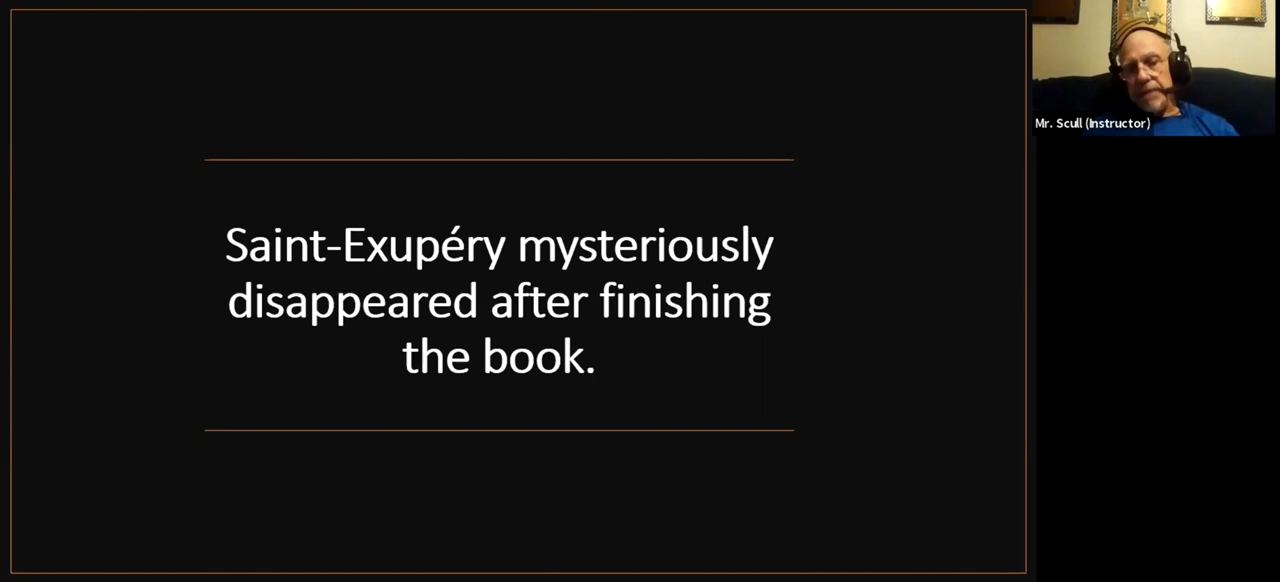 Saint-Exupéry mysteriously
disappeared after finishing
the book.
Mr. Scull (Instructor)